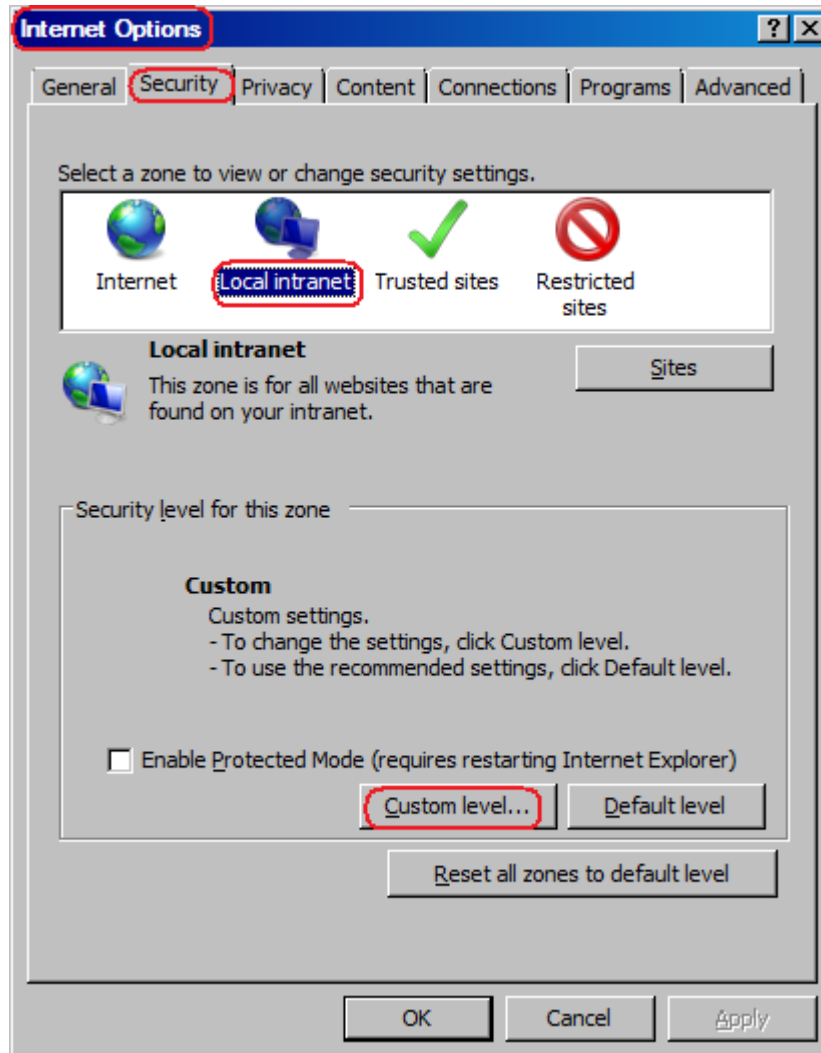 Internet Options
?
General Security Privacy Content Connections Programs Advanced
Select a zone to view or change security settings.
Internet Local intranet Trusted sites Restricted
sites
Local intranet
Sites
This zone is for all websites that are
found on your intranet.
Security level for this zone
Custom
Custom settings.
- To change the settings, click Custom level.
- To use the recommended settings, click Default level.
Enable Protected Mode (requires restarting Internet Explorer)
Custom level... Default level
Reset all zones to default level
OK Cancel Apply